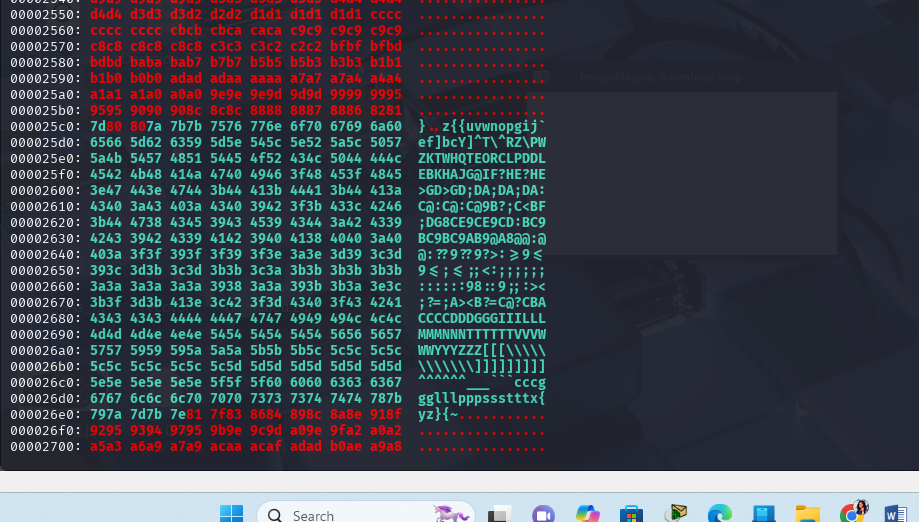 00002550: d4d4 d3d3 d3d2 d2d2 d1d1 d1d1 d1d1 cccc ................
00002560: cccc cccc cbcb cbca caca c9c9 c9c9 c9c9 ................
00002570: c8c8 c8c8 c8c8 c3c3 c3c2 c2c2 bfbf bfbd ................
00002580: bdbd baba bab7 b7b7 b5b5 b5b3 b3b3 b1b1 ................
00002590: b1b0 b0b0 adad adaa aaaa a7a7 a7a4 a4a4 ................
000025a0: a1a1 a1a0 a0a0 9e9e 9e9d 9d9d 9999 9995 ................
000025b0: 9595 9090 908c 8c8c 8888 8887 8886 8281 ................
000025c0: 7d80 807a 7b7b 7576 776e 6f70 6769 6a60 }..z{{uvwnopgij`
000025d0: 6566 5d62 6359 5d5e 545c 5e52 5a5c 5057 ef]bcY]^T\^RZ\PW
000025e0: 5a4b 5457 4851 5445 4f52 434c 5044 444c ZKTWHQTEORCLPDDL
000025f0: 4542 4b48 414a 4740 4946 3f48 453f 4845 EBKHAJG@IF?HE?HE
00002600: 3e47 443e 4744 3b44 413b 4441 3b44 413a >GD>GD;DA;DA;DA:
00002610: 4340 3a43 403a 4340 3942 3f3b 433c 4246 C@:C@:C@9B?;C<BF
00002620: 3b44 4738 4345 3943 4539 4344 3a42 4339 ;DG8CE9CE9CD:BC9
00002630: 4243 3942 4339 4142 3940 4138 4040 3a40 BC9BC9AB9@A8@@:@
00002640: 403a 3f3f 393f 3f39 3f3e 3a3e 3d39 3c3d @:??9??9?>:>=9<=
00002650: 393c 3d3b 3c3d 3b3b 3c3a 3b3b 3b3b 3b3b 9<=;<=;;<:;;;;;;
00002660: 3a3a 3a3a 3a3a 3938 3a3a 393b 3b3a 3e3c ::::::98::9;;:><
00002670: 3b3f 3d3b 413e 3c42 3f3d 4340 3f43 4241 ;?=;A><B?=C@?CBA
00002680: 4343 4343 4444 4447 4747 4949 494c 4c4c CCCCDDDGGGIIILLL
00002690: 4d4d 4d4e 4e4e 5454 5454 5454 5656 5657 MMMNNNTTTTTTVVVW
000026a0: 5757 5959 595a 5a5a 5b5b 5b5c 5c5c 5c5c WWYYYZZZ[[[\\\\\
000026b0: 5c5c 5c5c 5c5c 5c5d 5d5d 5d5d 5d5d 5d5d \\\\\\\]]]]]]]]]
000026c0: 5e5e 5e5e 5e5e 5f5f 5f60 6060 6363 6367 ^^^^^^___```cccg
000026d0: 6767 6c6c 6c70 7070 7373 7374 7474 787b gglllpppssstttx{
000026e0: 797a 7d7b 7e81 7f83 8684 898c 8a8e 918f yz}{~...........
000026f0: 9295 9394 9795 9b9e 9c9d a09e 9fa2 a0a2 ................
00002700: a5a3 a6a9 a7a9 acaa acaf adad b0ae a9a8 ................
Search